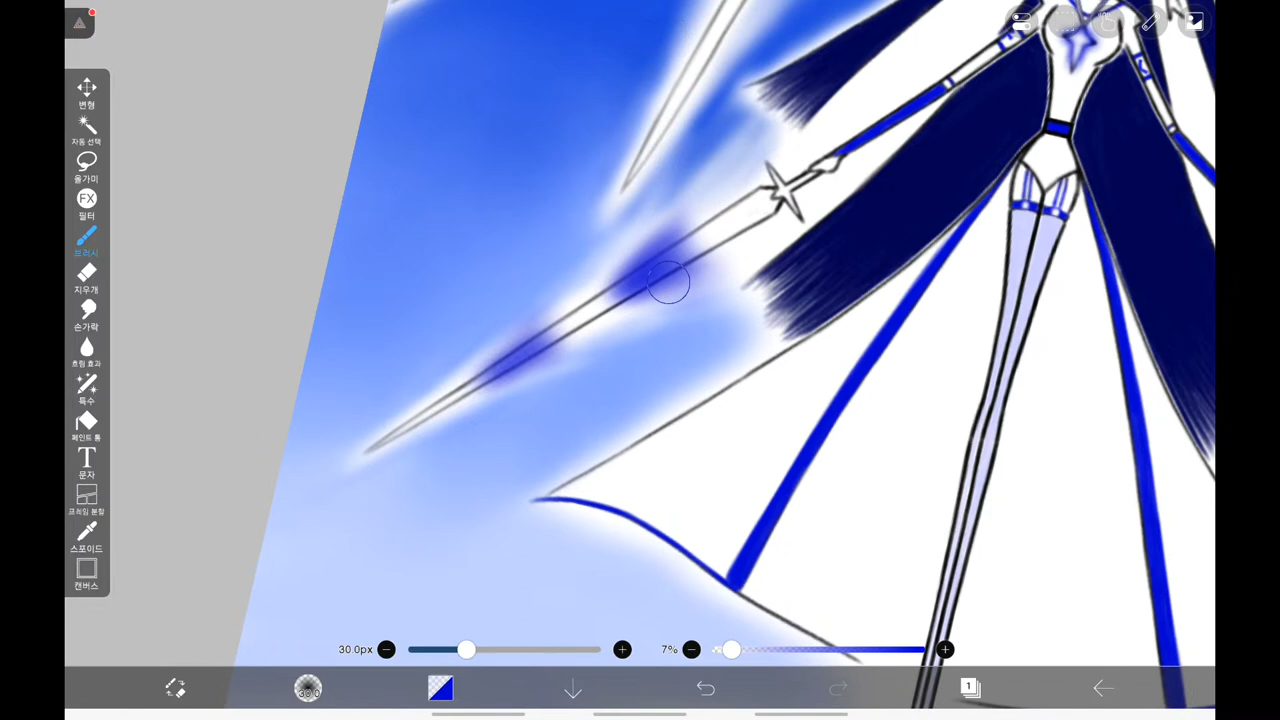 변형
자동 선택
올가미
FX
필터
브러시
지우개
손가락
흐림 효과
특수
페인트 통
T
문자
프레임 분할
스포이드
캔버스
30.0px
7%
30.0
1